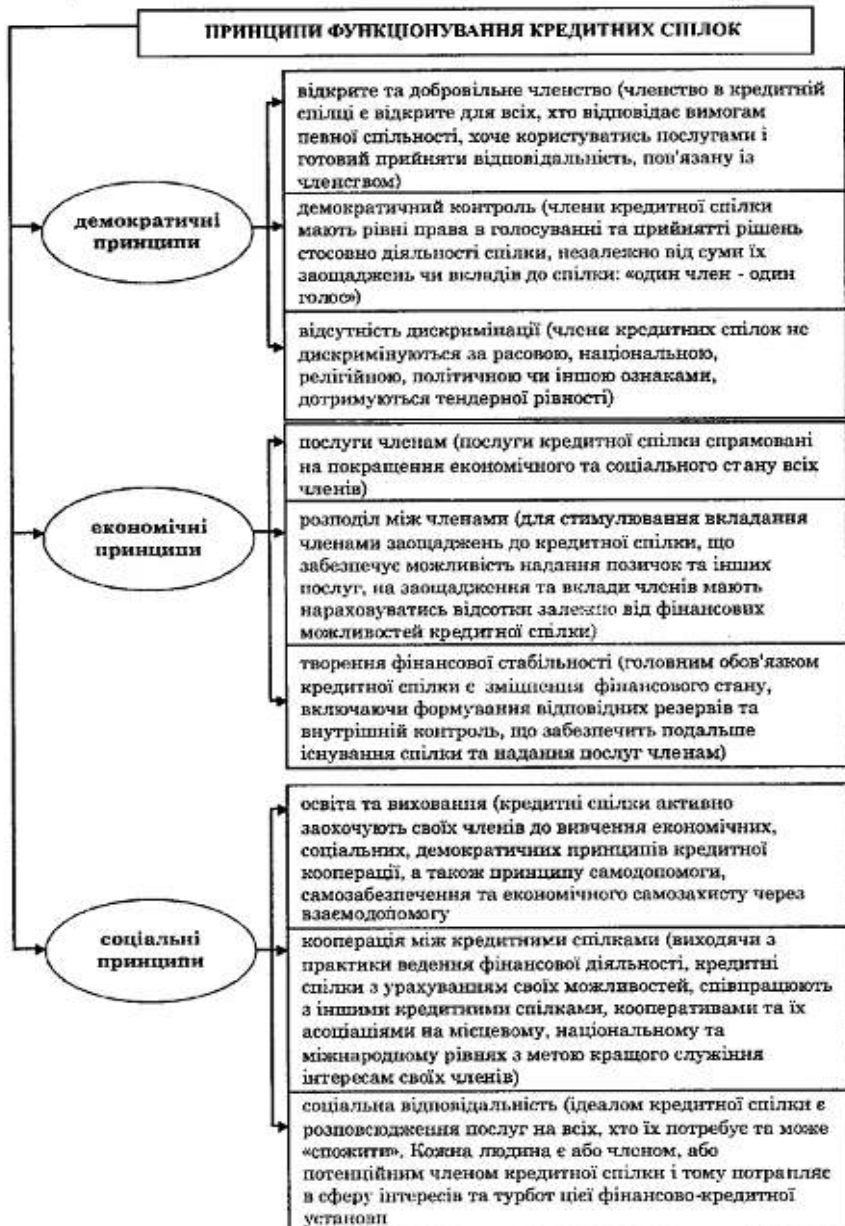 ПРИНЦИПИ ФУНКЦІОНУВАННЯ КРЕДИТНИХ СПІЛОК
демократичні
принципи
відкрите та добровільне членство (членство в кредитній
спілці є відкрите для всіх, хто відповідає вимогам
певної спільності, хоче користуватись послугами і
готовий прийняти відповідальність, пов'язану із
членством)
демократичний контроль (члени кредитної спілки
мають рівні права в голосуванні та прийнятті рішень
стосовно діяльності спілки, незалежно від суми їх
заощаджень чи вкладів до спілки: «один член - один
голос»)
відсутність дискримінації (члени кредитних спілок не
дискримінуються за расовою, національною,
релігійною, політичною чи іншою ознаками,
дотримуються тендерної рівності)
економічні
принципи
послуги членам (послуги кредитної спілки спрямовані
на покращення економічного та соціального стану всіх
членів)
розподіл між членами (для стимулювання вкладання
членами заощаджень до кредитної спілки, що
забезпечує можливість надання позичок та інших
послуг, на заощадження та вклади членів мають
нараховуватись відсотки залежно від фінансових
можливостей кредитної спілки)
творення фінансової стабільності (головним обов'язком
кредитної спілки є зміцнення фінансового стану,
включаючи формування відповідних резервів та
внутрішній контроль, що забезпечить подальше
існування спілки та надання послуг членам)
соціальні
принципи
освіта та виховання (кредитні спілки активно
заохочують своїх членів до вивчення економічних,
соціальних, демократичних принципів кредитної
кооперації, а також принципу самодопомоги,
самозабезпечення та економічного самозахисту через
взаємодопомогу
кооперація між кредитними спілками (виходячи з
практики ведення фінансової діяльності, кредитні
спілки з урахуванням своїх можливостей, співпрацюють
з іншими кредитними спілками, кооперативами та їх
асоціаціями на місцевому, національному та
міжнародному рівнях з метою кращого служіння
інтересам своїх членів)
соціальна відповідальність (ідеалом кредитної спілки є
розповсюдження послуг на всіх, хто їх потребує та може
«спожити». Кожна людина є або членом, або
потенційним членом кредитної спілки і тому потрапляє
в сферу інтересів та турбот цієї фінансово-кредитної
установи